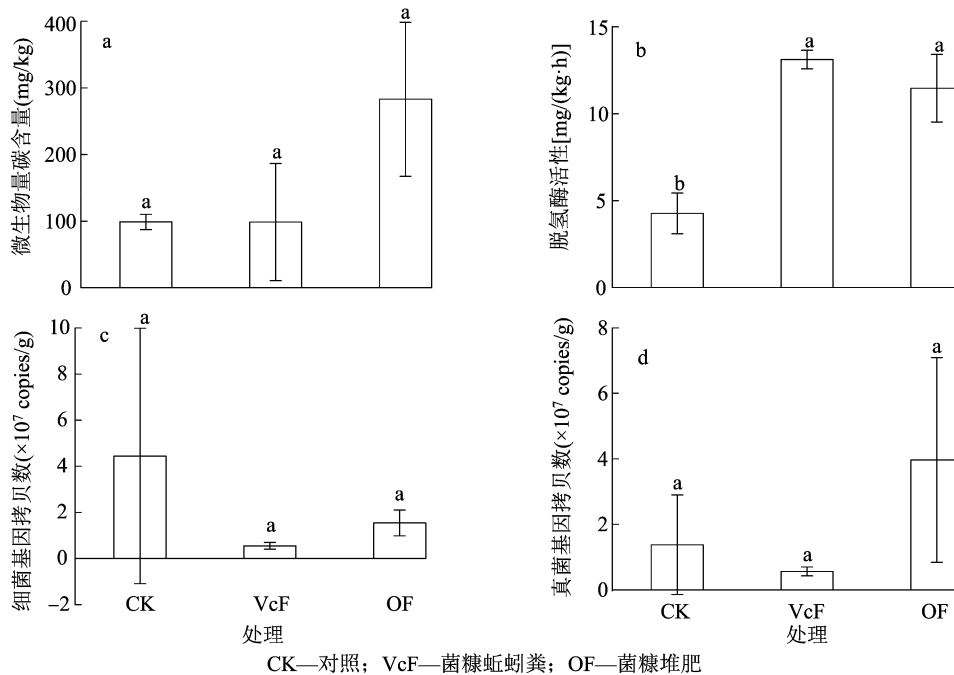 a
微生物量碳含量(mg/kg)
400
300
200
100
0
a
a
a
b
脱氢酶活性[mg/(kg·h)]
15
10
5
0
b
a
a
c
细菌基因拷贝数(×10⁷ copies/g)
10
8
6
4
2
0
−2
a
a
a
CK
VcF
OF
处理
d
真菌基因拷贝数(×10⁷ copies/g)
8
6
4
2
0
a
a
a
CK
VcF
OF
处理
CK—对照；VcF—菌糠蚯蚓粪；OF—菌糠堆肥